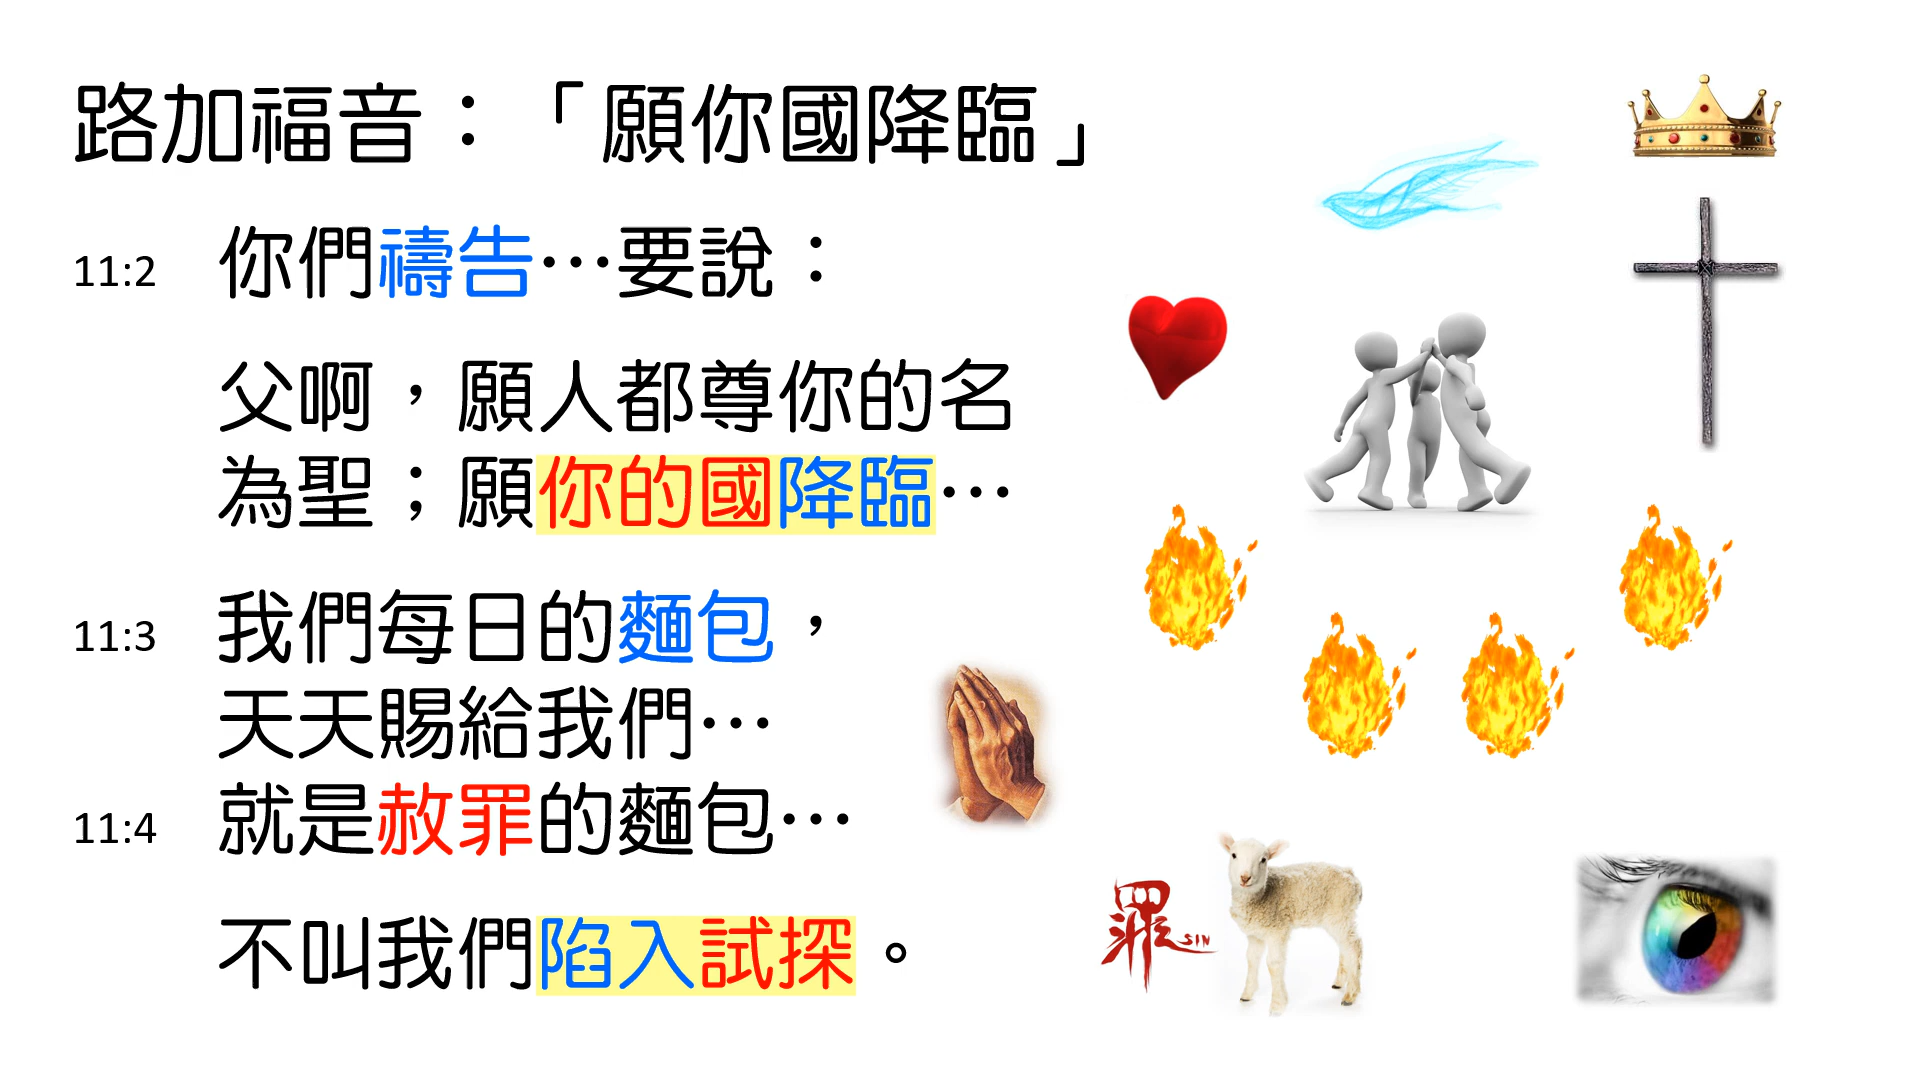 路加福音：「願你國降臨」
11:2 你們禱告…要說：
父啊，願人都尊你的名
為聖；願你的國降臨…
11:3 我們每日的麵包，
天天賜給我們…
11:4 就是赦罪的麵包…
不叫我們陷入試探。
罪 SIN